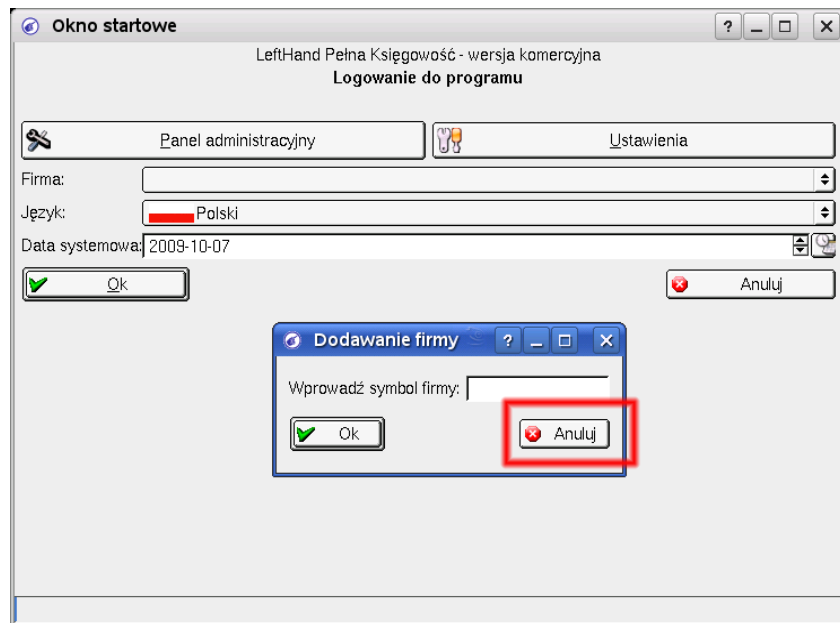 Okno startowe
LeftHand Pełna Księgowość - wersja komercyjna
Logowanie do programu
Panel administracyjny
Ustawienia
Firma:
Język:
Polski
Data systemowa:
2009-10-07
Ok
Anuluj
Dodawanie firmy
Wprowadź symbol firmy:
Ok
Anuluj